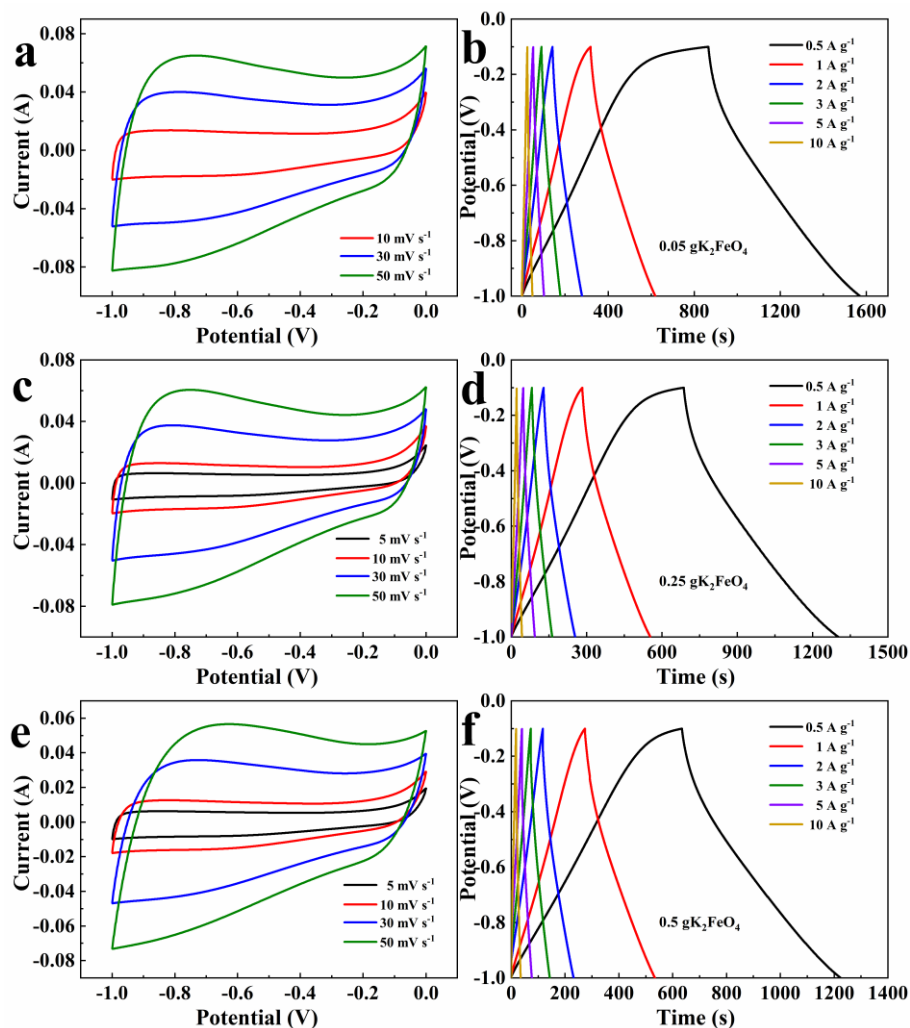 a
Current (A)
0.08
0.04
0.00
-0.04
-0.08
10 mV s⁻¹
30 mV s⁻¹
50 mV s⁻¹
-1.0 -0.8 -0.6 -0.4 -0.2 0.0
Potential (V)
b
Potential (V)
-0.0
-0.2
-0.4
-0.6
-0.8
-1.0
0.5 A g⁻¹
1 A g⁻¹
2 A g⁻¹
3 A g⁻¹
5 A g⁻¹
10 A g⁻¹
0.05 gK₂FeO₄
0 400 800 1200 1600
Time (s)
c
Current (A)
0.08
0.04
0.00
-0.04
-0.08
5 mV s⁻¹
10 mV s⁻¹
30 mV s⁻¹
50 mV s⁻¹
-1.0 -0.8 -0.6 -0.4 -0.2 0.0
Potential (V)
d
Potential (V)
-0.0
-0.2
-0.4
-0.6
-0.8
-1.0
0.5 A g⁻¹
1 A g⁻¹
2 A g⁻¹
3 A g⁻¹
5 A g⁻¹
10 A g⁻¹
0.25 gK₂FeO₄
0 300 600 900 1200 1500
Time (s)
e
Current (A)
0.06
0.04
0.02
0.00
-0.02
-0.04
-0.06
-0.08
5 mV s⁻¹
10 mV s⁻¹
30 mV s⁻¹
50 mV s⁻¹
-1.0 -0.8 -0.6 -0.4 -0.2 0.0
Potential (V)
f
Potential (V)
-0.0
-0.2
-0.4
-0.6
-0.8
-1.0
0.5 A g⁻¹
1 A g⁻¹
2 A g⁻¹
3 A g⁻¹
5 A g⁻¹
10 A g⁻¹
0.5 gK₂FeO₄
0 200 400 600 800 1000 1200 1400
Time (s)